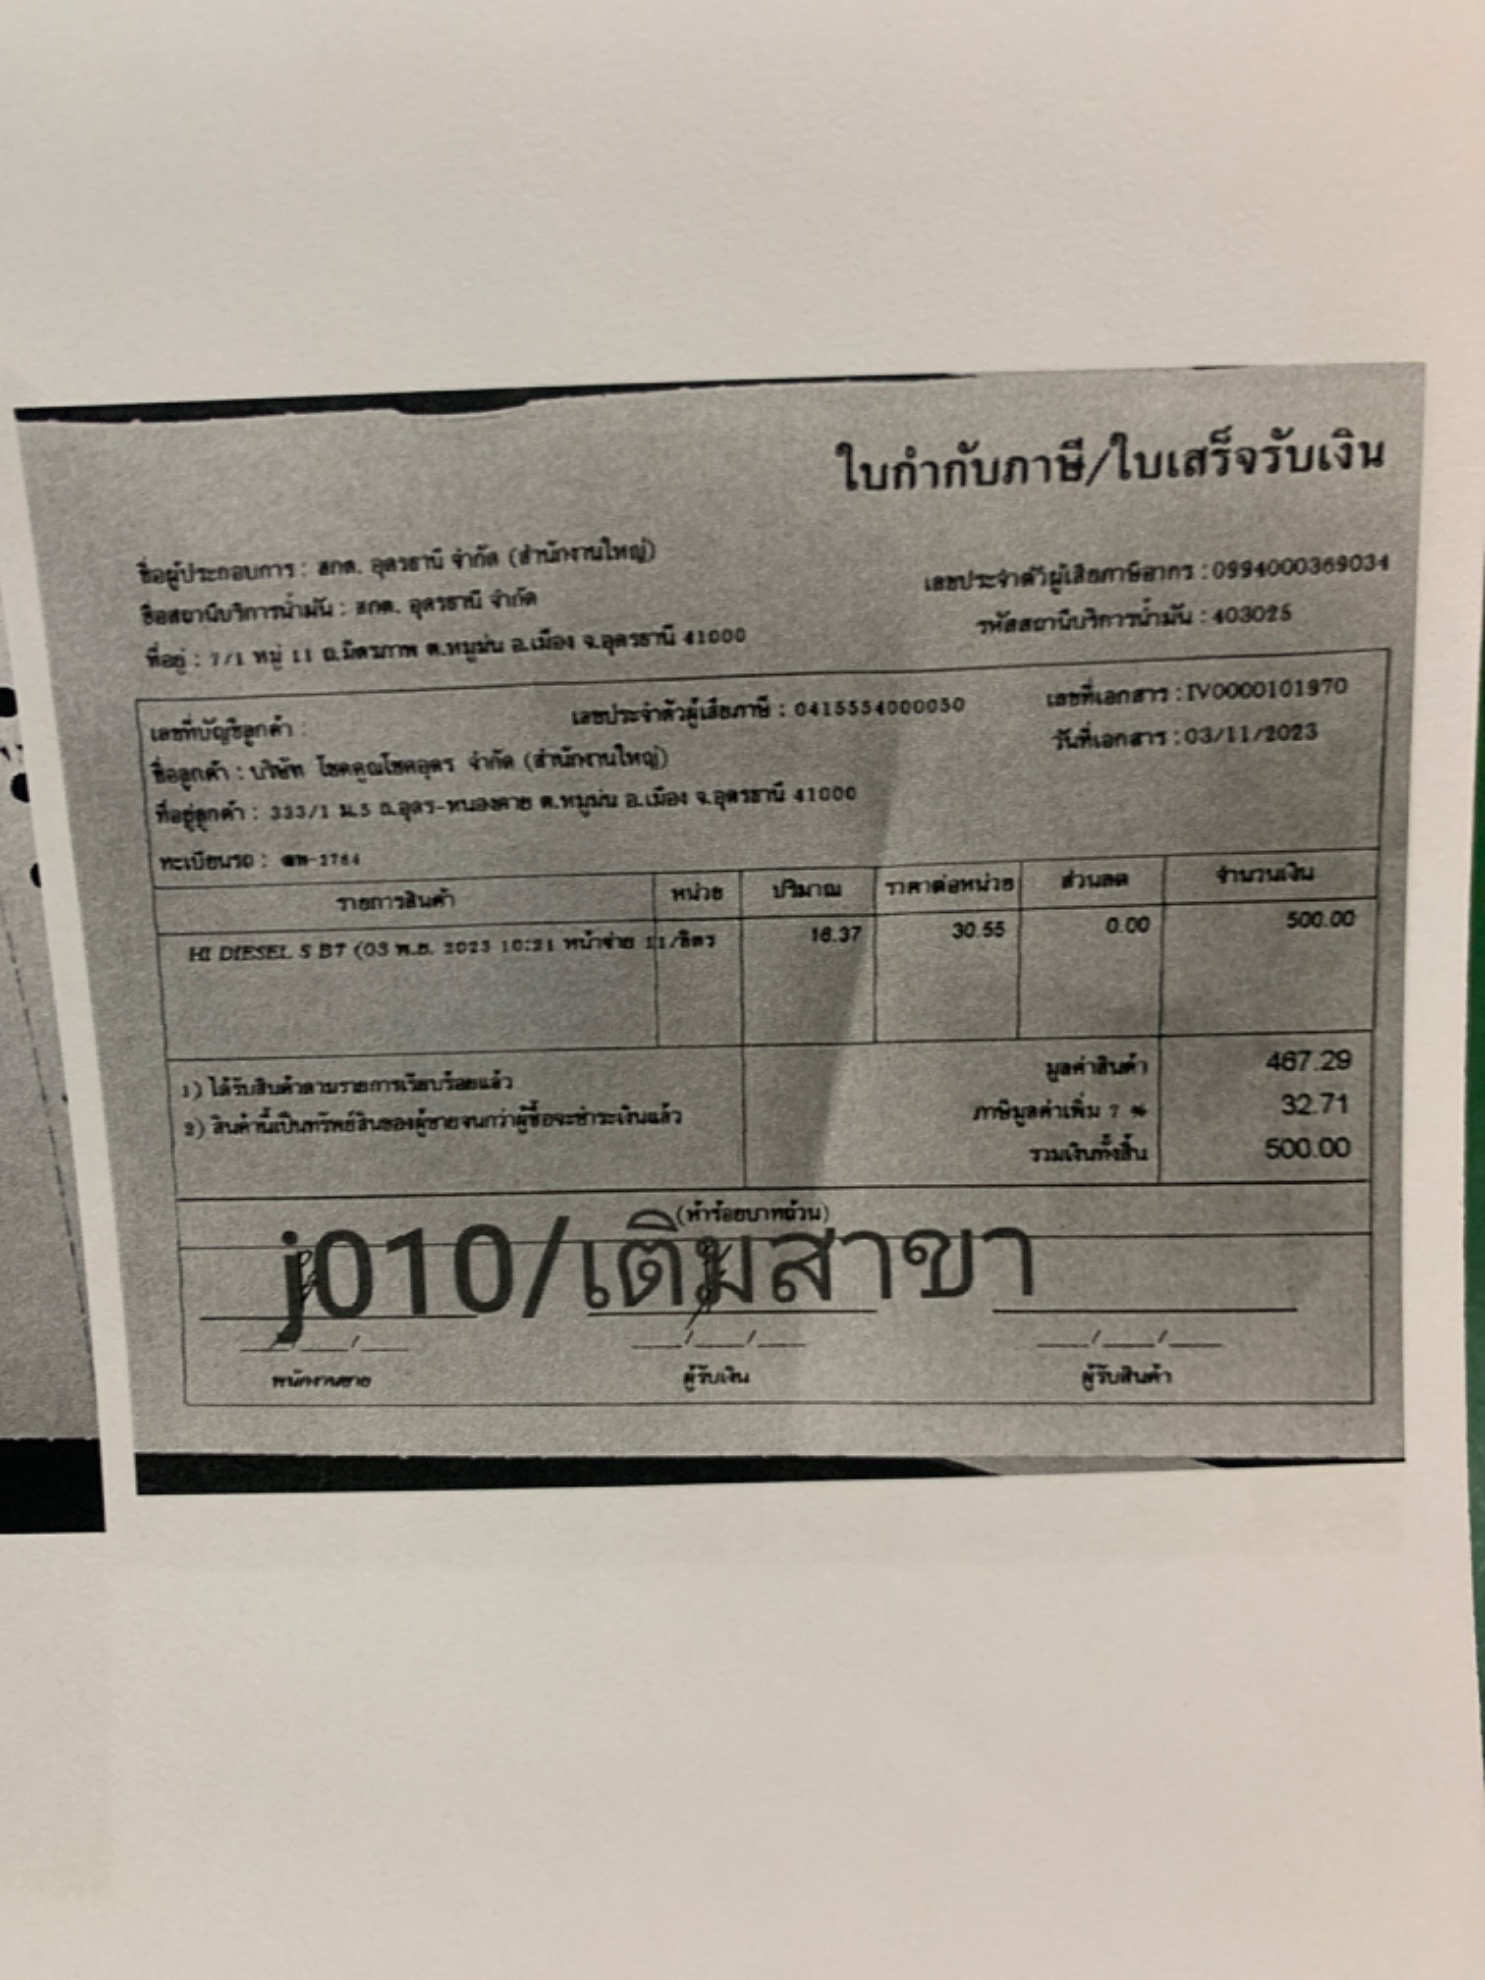 ใบกำกับภาษี/ใบเสร็จรับเงิน
ชื่อผู้ประกอบการ : สกต. อุดรธานี จำกัด (สำนักงานใหญ่)
เลขประจำตัวผู้เสียภาษีอากร : 0994000369034
ชื่อสถานีบริการน้ำมัน : สกต. อุดรธานี จำกัด
รหัสสถานีบริการน้ำมัน : 403025
ที่อยู่ : 7/1 หมู่ 11 ถ.มิตรภาพ ต.หมูม่น อ.เมือง จ.อุดรธานี 41000
เลขที่บัญชีลูกค้า : เลขประจำตัวผู้เสียภาษี : 0415554000050 เลขที่เอกสาร : IV0000101970
ชื่อลูกค้า : บริษัท โชคคูณโชคอุดร จำกัด (สำนักงานใหญ่) วันที่เอกสาร : 03/11/2023
ที่อยู่ลูกค้า : 333/1 ม.5 ถ.อุดร-หนองคาย ต.หมูม่น อ.เมือง จ.อุดรธานี 41000
ทะเบียนรถ :
รายการสินค้า หน่วย ปริมาณ ราคาต่อหน่วย ส่วนลด จำนวนเงิน
HI DIESEL S B7 (03 พ.ย. 2023 10:21 หน้าจ่าย 11/ลิตร 16.37 30.55 0.00 500.00
1) ได้รับสินค้าตามรายการเรียบร้อยแล้ว มูลค่าสินค้า 467.29
2) สินค้านี้เป็นทรัพย์สินของผู้ขายจนกว่าผู้ซื้อจะชำระเงินแล้ว ภาษีมูลค่าเพิ่ม 7 % 32.71
รวมเงินทั้งสิ้น 500.00
(ห้าร้อยบาทถ้วน)
j010/เติมสาขา
___/___/___ ___/___/___ ___/___/___
พนักงานขาย ผู้รับเงิน ผู้รับสินค้า